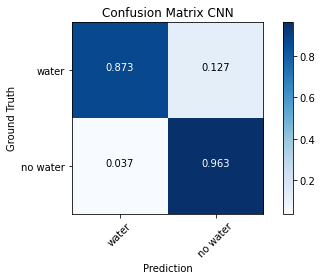 Confusion Matrix CNN
Ground Truth
water
0.873
0.127
no water
0.037
0.963
water
no water
Prediction
0.8
0.6
0.4
0.2